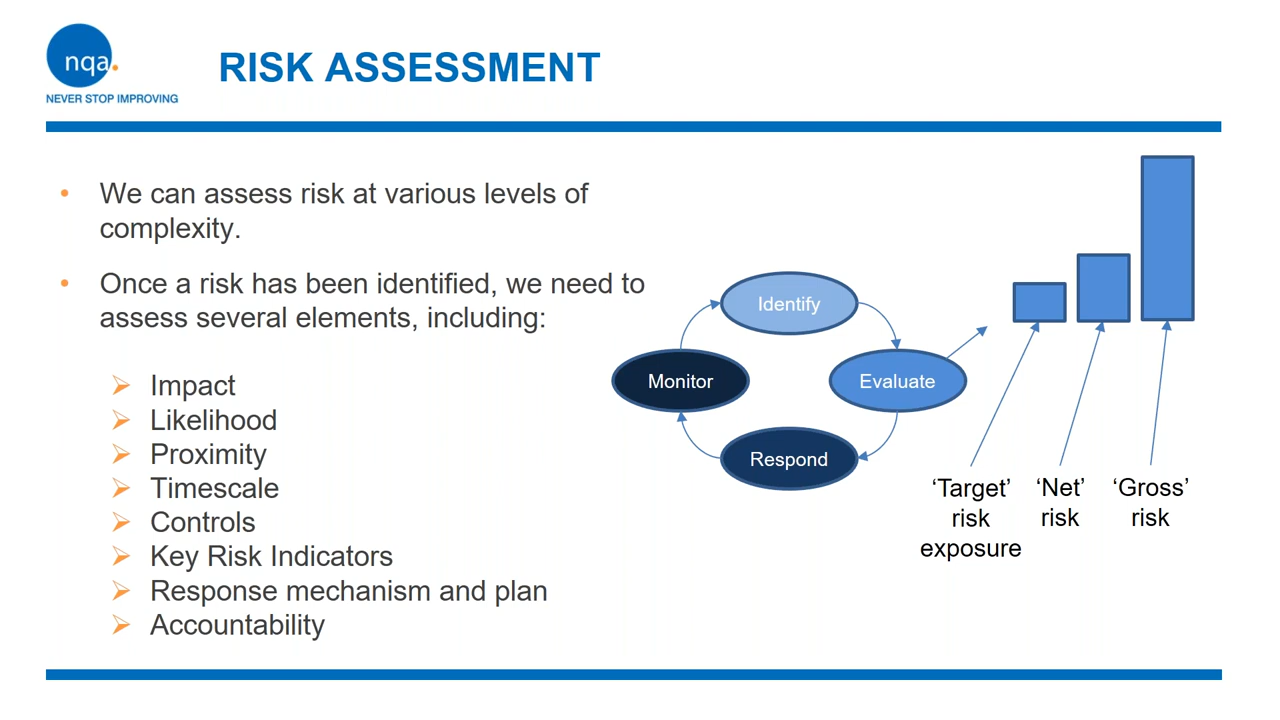 nqa.
NEVER STOP IMPROVING
RISK ASSESSMENT
• We can assess risk at various levels of
complexity.
• Once a risk has been identified, we need to
assess several elements, including:
➢ Impact
➢ Likelihood
➢ Proximity
➢ Timescale
➢ Controls
➢ Key Risk Indicators
➢ Response mechanism and plan
➢ Accountability
Identify
Monitor
Evaluate
Respond
‘Target’
risk
exposure
‘Net’
risk
‘Gross’
risk